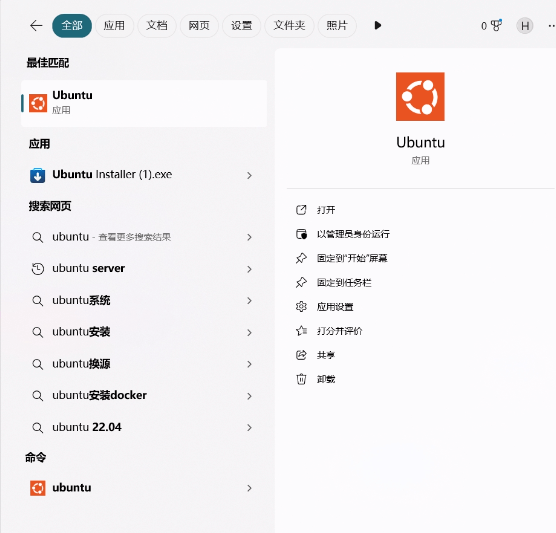 全部 应用 文档 网页 设置 文件夹 照片 0 H
最佳匹配
Ubuntu
应用
应用
Ubuntu Installer (1).exe
搜索网页
ubuntu - 查看更多搜索结果
ubuntu server
ubuntu系统
ubuntu安装
ubuntu换源
ubuntu安装docker
ubuntu 22.04
命令
ubuntu
Ubuntu
应用
打开
以管理员身份运行
固定到"开始"屏幕
固定到任务栏
应用设置
打分并评价
共享
卸载